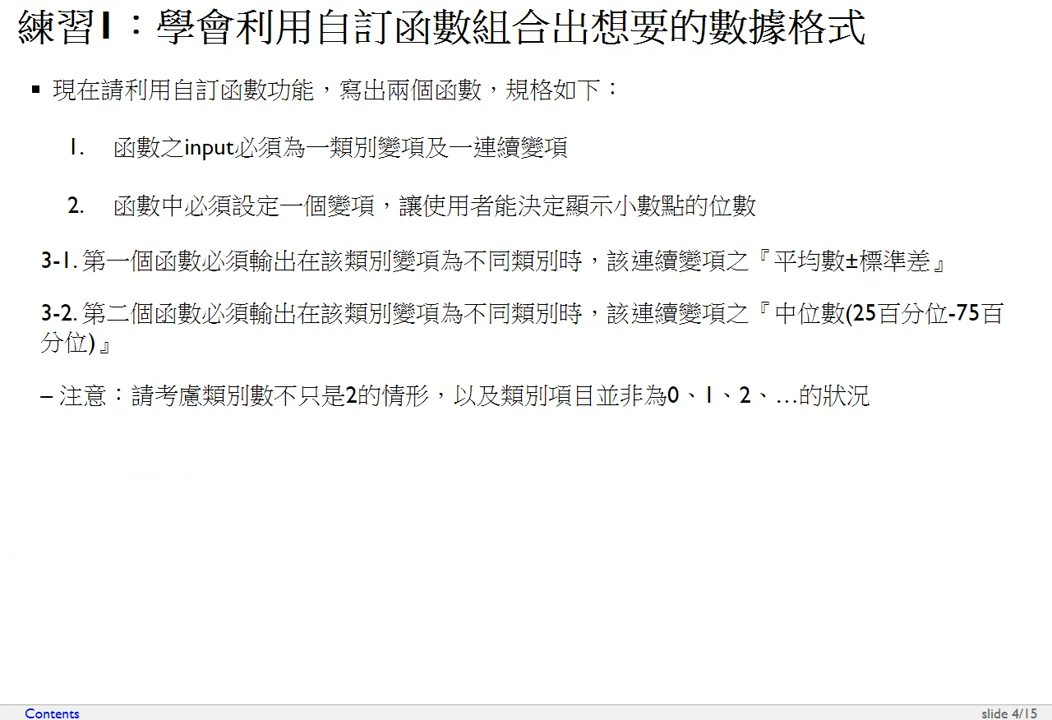 練習1：學會利用自訂函數組合出想要的數據格式
▪ 現在請利用自訂函數功能，寫出兩個函數，規格如下：
1. 函數之input必須為一類別變項及一連續變項
2. 函數中必須設定一個變項，讓使用者能決定顯示小數點的位數
3-1. 第一個函數必須輸出在該類別變項為不同類別時，該連續變項之『平均數±標準差』
3-2. 第二個函數必須輸出在該類別變項為不同類別時，該連續變項之『中位數(25百分位-75百
分位)』
– 注意：請考慮類別數不只是2的情形，以及類別項目並非為0、1、2、…的狀況
Contents
slide 4/15